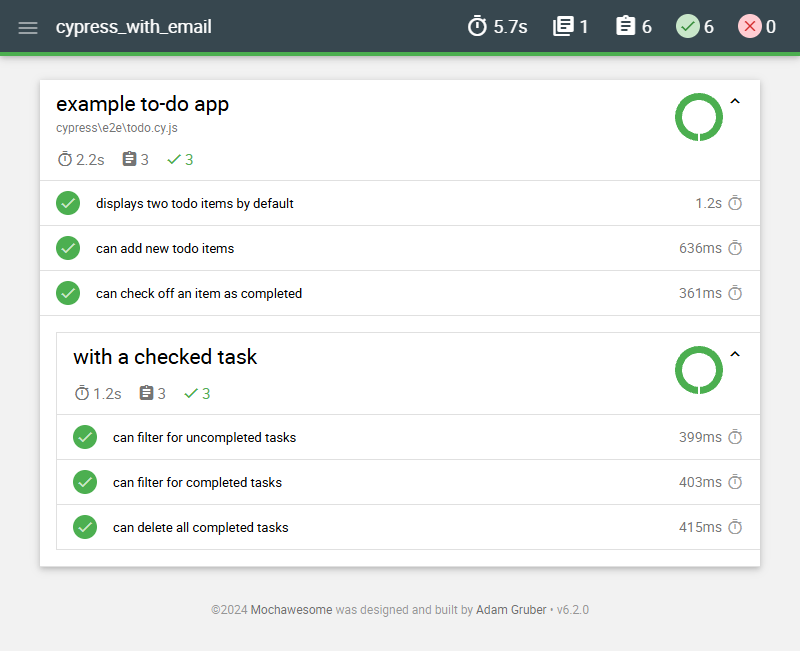 cypress_with_email 5.7s 1 6 6 0
example to-do app
cypress\e2e\todo.cy.js
2.2s 3 3
displays two todo items by default 1.2s
can add new todo items 636ms
can check off an item as completed 361ms
with a checked task
1.2s 3 3
can filter for uncompleted tasks 399ms
can filter for completed tasks 403ms
can delete all completed tasks 415ms
©2024 Mochawesome was designed and built by Adam Gruber • v6.2.0